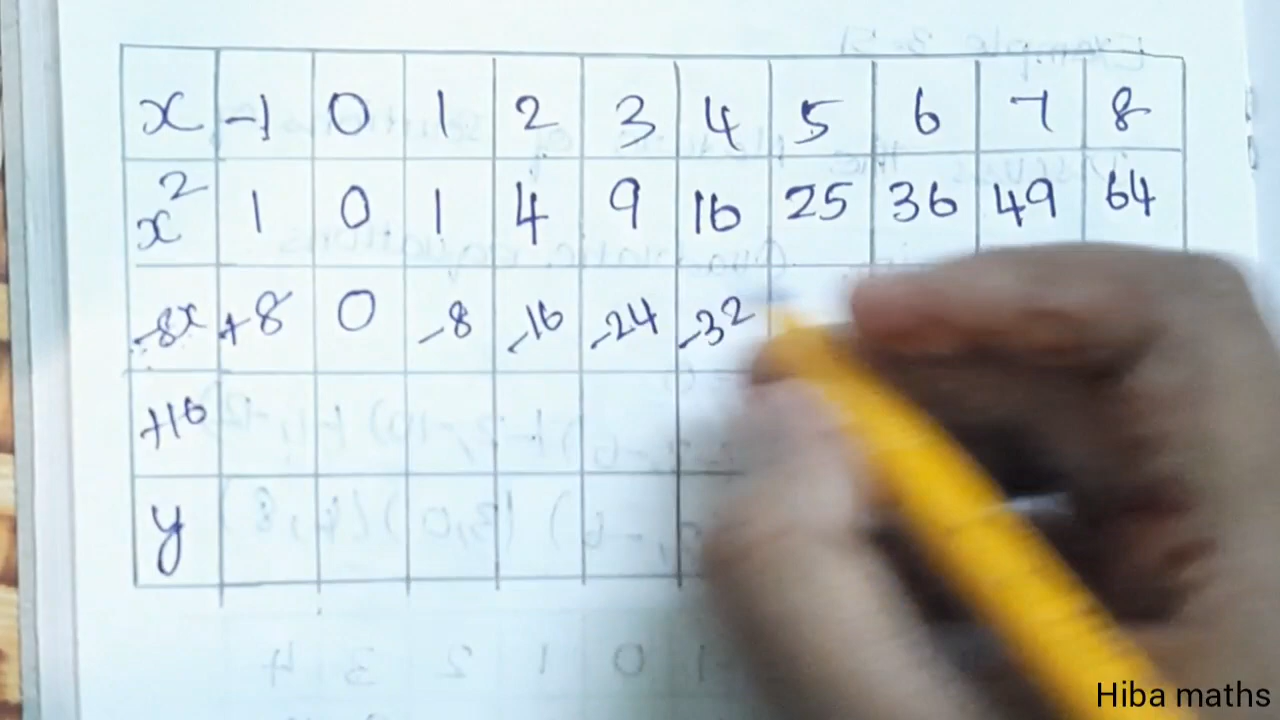 x -1 0 1 2 3 4 5 6 7 8
x² 1 0 1 4 9 16 25 36 49 64
-8x +8 0 -8 -16 -24 -32
+16
y
Hiba maths